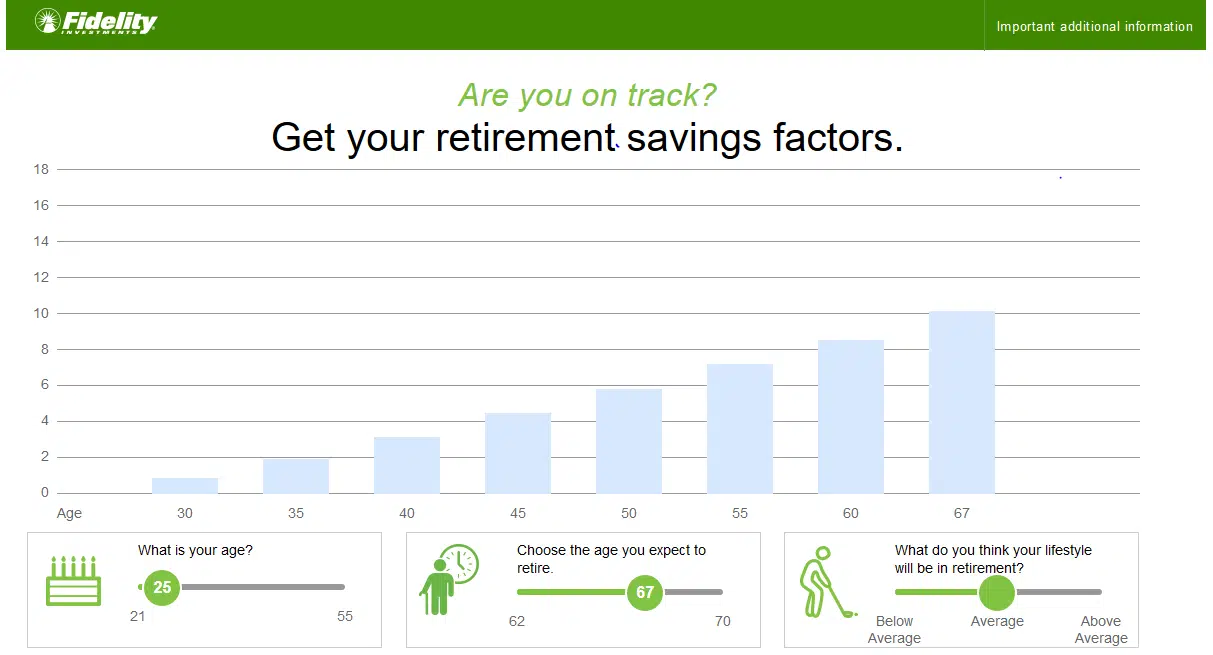 Fidelity
INVESTMENTS
Important additional information
Are you on track?
Get your retirement savings factors.
18
16
14
12
10
8
6
4
2
0
Age 30 35 40 45 50 55 60 67
What is your age?
25
21 55
Choose the age you expect to
retire.
67
62 70
What do you think your lifestyle
will be in retirement?
Below
Average
Average
Above
Average